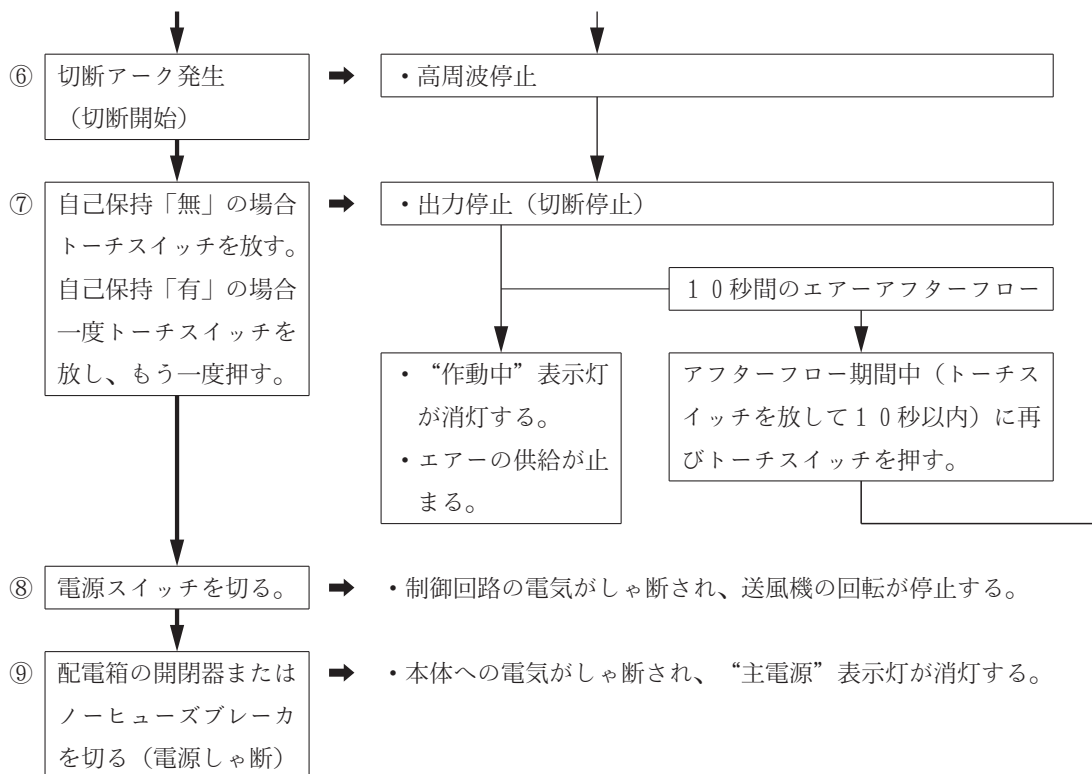 ⑥ 切断アーク発生
（切断開始）
・高周波停止
⑦ 自己保持「無」の場合
トーチスイッチを放す。
自己保持「有」の場合
一度トーチスイッチを
放し、もう一度押す。
・出力停止（切断停止）
１０秒間のエアーアフターフロー
・“作動中”表示灯
が消灯する。
・エアーの供給が止
まる。
アフターフロー期間中（トーチス
イッチを放して１０秒以内）に再
びトーチスイッチを押す。
⑧ 電源スイッチを切る。
・制御回路の電気がしゃ断され、送風機の回転が停止する。
⑨ 配電箱の開閉器または
ノーヒューズブレーカ
を切る（電源しゃ断）
・本体への電気がしゃ断され、“主電源”表示灯が消灯する。